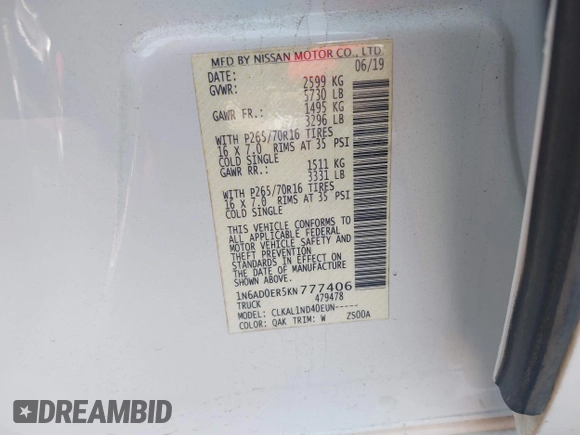 MFD BY NISSAN MOTOR CO., LTD.
DATE: 06/19
GVWR: 2599 KG
5730 LB
GAWR FR.: 1495 KG
3296 LB
WITH P265/70R16 TIRES
16 X 7.0 RIMS AT 35 PSI
COLD SINGLE
GAWR RR.: 1511 KG
3331 LB
WITH P265/70R16 TIRES
16 X 7.0 RIMS AT 35 PSI
COLD SINGLE
THIS VEHICLE CONFORMS TO
ALL APPLICABLE FEDERAL
MOTOR VEHICLE SAFETY AND
THEFT PREVENTION
STANDARDS IN EFFECT ON
THE DATE OF MANUFACTURE
1N6AD0ER5KN777406
TRUCK 479478
MODEL: CLKAL1ND40EUN-----
COLOR: QAK TRIM: W ZS00A
DREAMBID